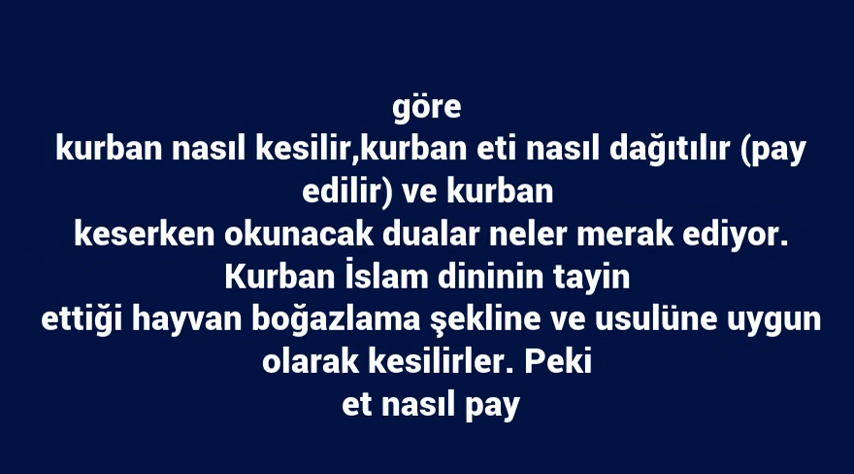 göre
kurban nasıl kesilir,kurban eti nasıl dağıtılır (pay
edilir) ve kurban
keserken okunacak dualar neler merak ediyor.
Kurban İslam dininin tayin
ettiği hayvan boğazlama şekline ve usulüne uygun
olarak kesilirler. Peki
et nasıl pay